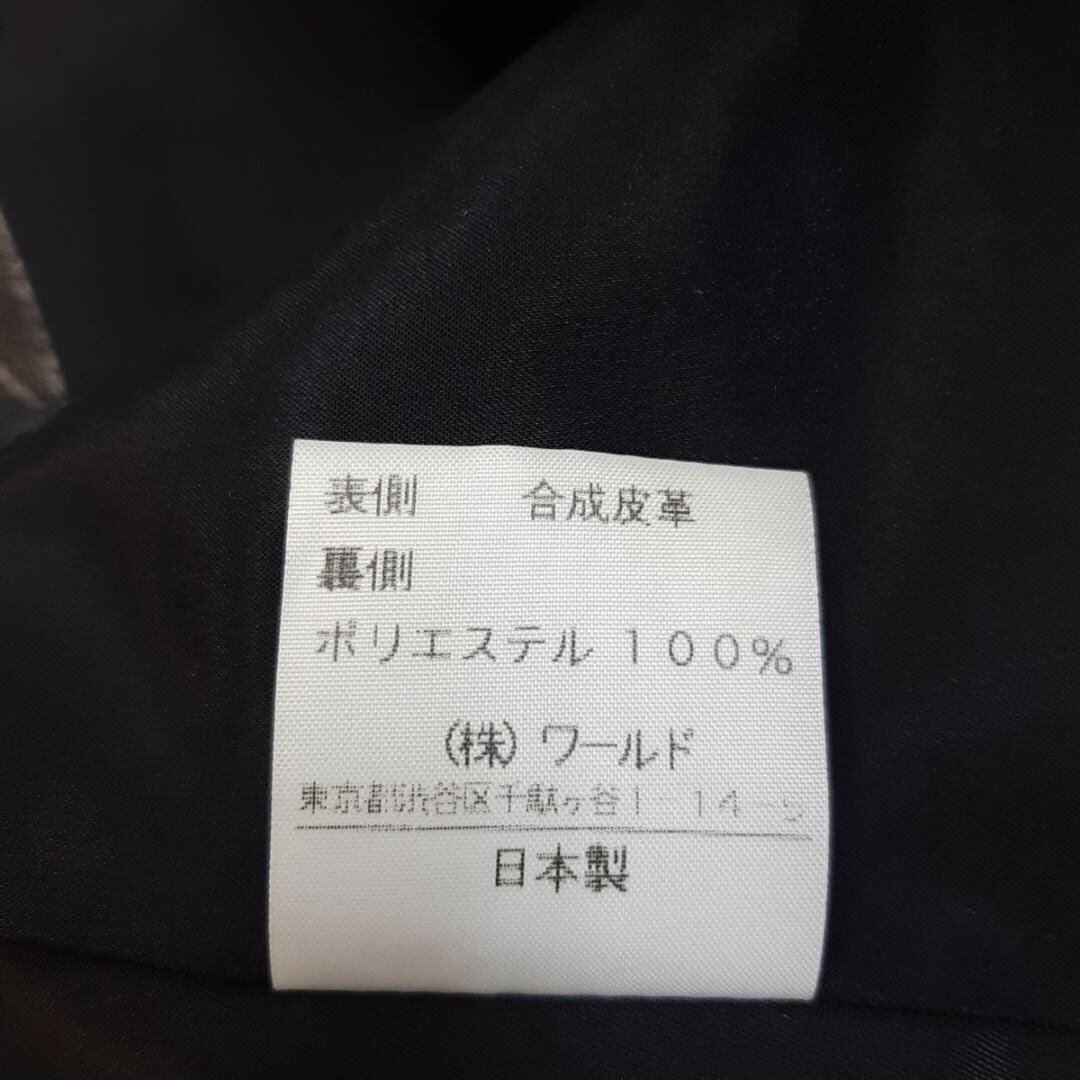 表側 合成皮革
裏側
ポリエステル 100%
(株) ワールド
東京都渋谷区千駄ヶ谷1-14-5
日本製